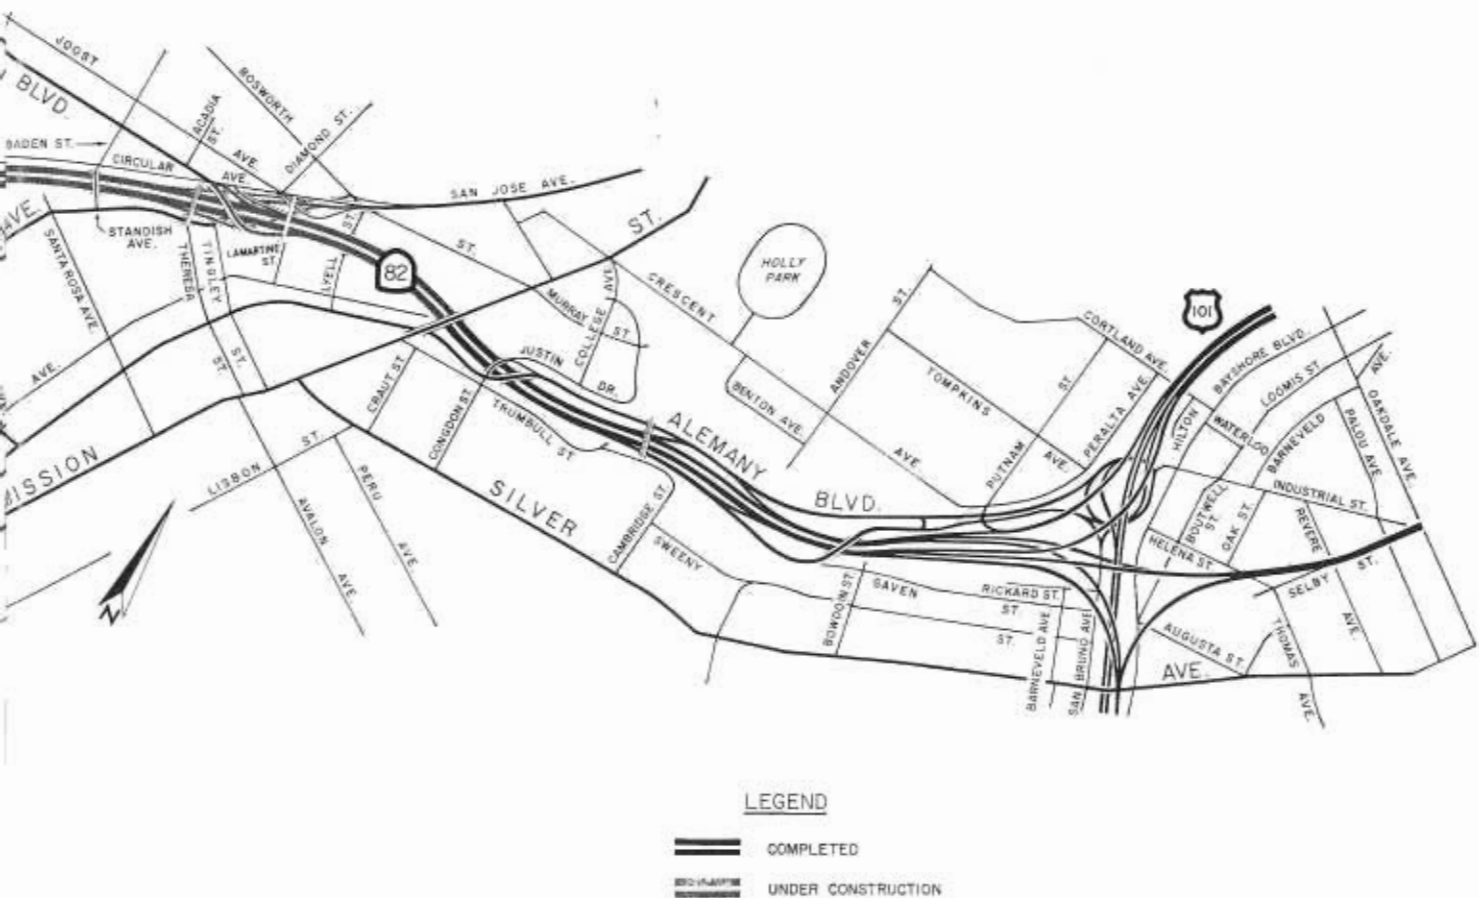 JOOST
BLVD.
BOSWORTH
ACADIA
ST.
DIAMOND ST.
BADEN ST.
CIRCULAR
AVE.
AVE.
SAN JOSE AVE.
AVE.
STANDISH
AVE.
SANTA ROSA AVE.
THERESA
ST.
TINGLEY
ST.
LAMARTINE
ST.
LYELL
ST.
82
ST.
ST.
MURRAY
ST.
COLLEGE
AVE
CRESCENT
AVE
HOLLY
PARK
101
CORTLAND AVE.
ANDOVER
ST.
TOMPKINS
AVE.
BENTON AVE.
PUTNAM
ST
PERALTA AVE.
BAYSHORE BLVD.
LOOMIS ST
HILTON
WATERLOO
BARNEVELD
AVE.
OAKDALE AVE.
PALOU AVE
INDUSTRIAL ST.
BOUTWELL
ST.
OAK ST.
REVERE
AVE.
HELENA ST.
SELBY ST.
THOMAS
AVE.
AUGUSTA ST.
AVE.
JUSTIN
DR.
CRAUT ST.
CONGDON ST.
TRUMBULL ST
ALEMANY
BLVD.
AVE.
MISSION
LISBON ST.
PERU
AVE.
AVALON
AVE.
SILVER
CAMBRIDGE ST.
SWEENY
ST.
BOWDOIN ST
GAVEN
ST
RICKARD ST.
BARNEVELD AVE
SAN BRUNO AVE
N
LEGEND
COMPLETED
UNDER CONSTRUCTION